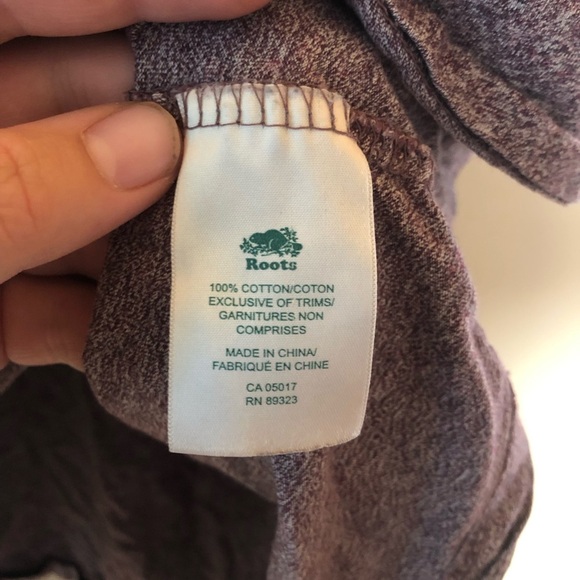 Roots
100% COTTON/COTON
EXCLUSIVE OF TRIMS/
GARNITURES NON
COMPRISES
MADE IN CHINA/
FABRIQUÉ EN CHINE
CA 05017
RN 89323